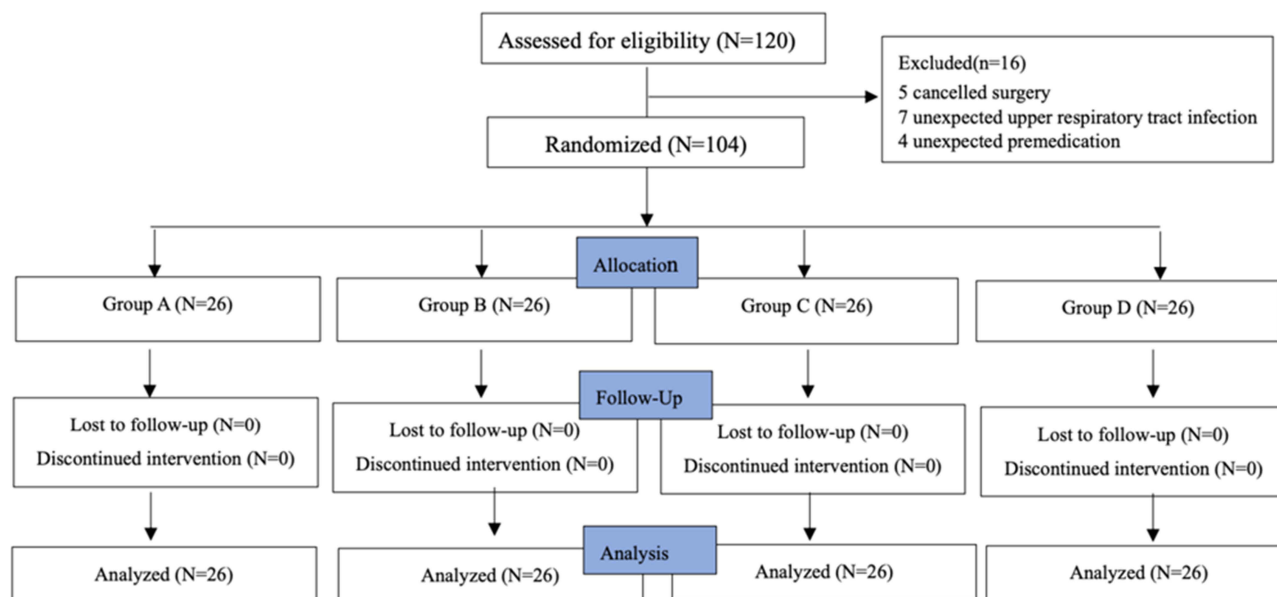 Assessed for eligibility (N=120)
Excluded(n=16)
5 cancelled surgery
7 unexpected upper respiratory tract infection
4 unexpected premedication
Randomized (N=104)
Allocation
Group A (N=26)
Group B (N=26)
Group C (N=26)
Group D (N=26)
Follow-Up
Lost to follow-up (N=0)
Discontinued intervention (N=0)
Lost to follow-up (N=0)
Discontinued intervention (N=0)
Lost to follow-up (N=0)
Discontinued intervention (N=0)
Lost to follow-up (N=0)
Discontinued intervention (N=0)
Analysis
Analyzed (N=26)
Analyzed (N=26)
Analyzed (N=26)
Analyzed (N=26)